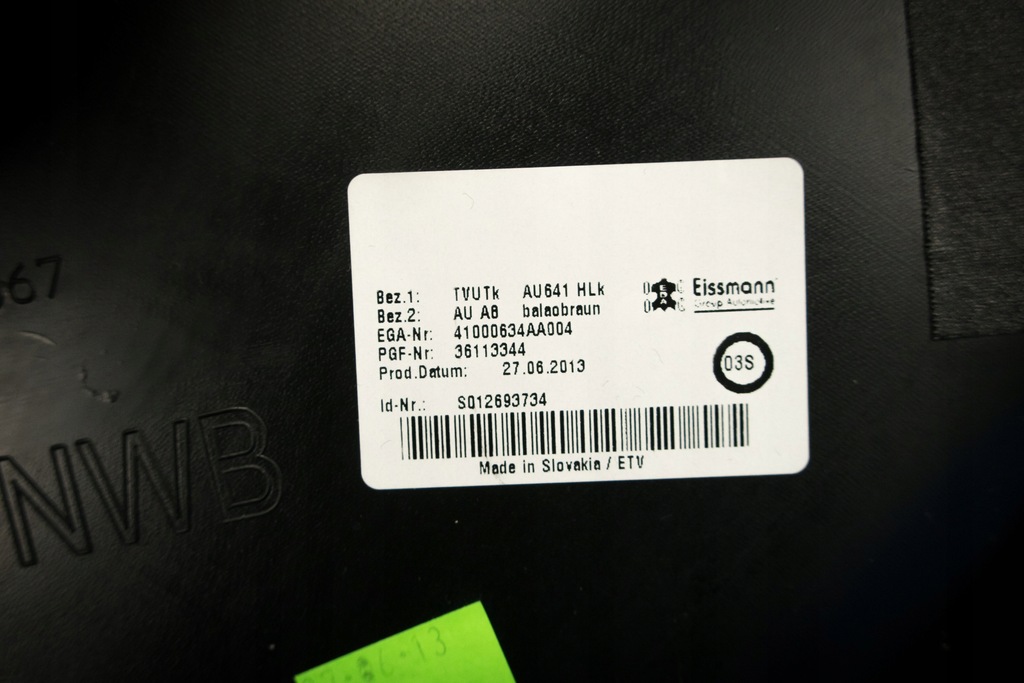 67
NWB
Eissmann
Group Automotive
Bez.1: TVUTk AU641 HLk
Bez.2: AU A8 balaobraun
EGA-Nr: 41000634AA004
PGF-Nr: 36113344
Prod.Datum: 27.06.2013
03S
Id-Nr.: S012693734
Made in Slovakia / ETV